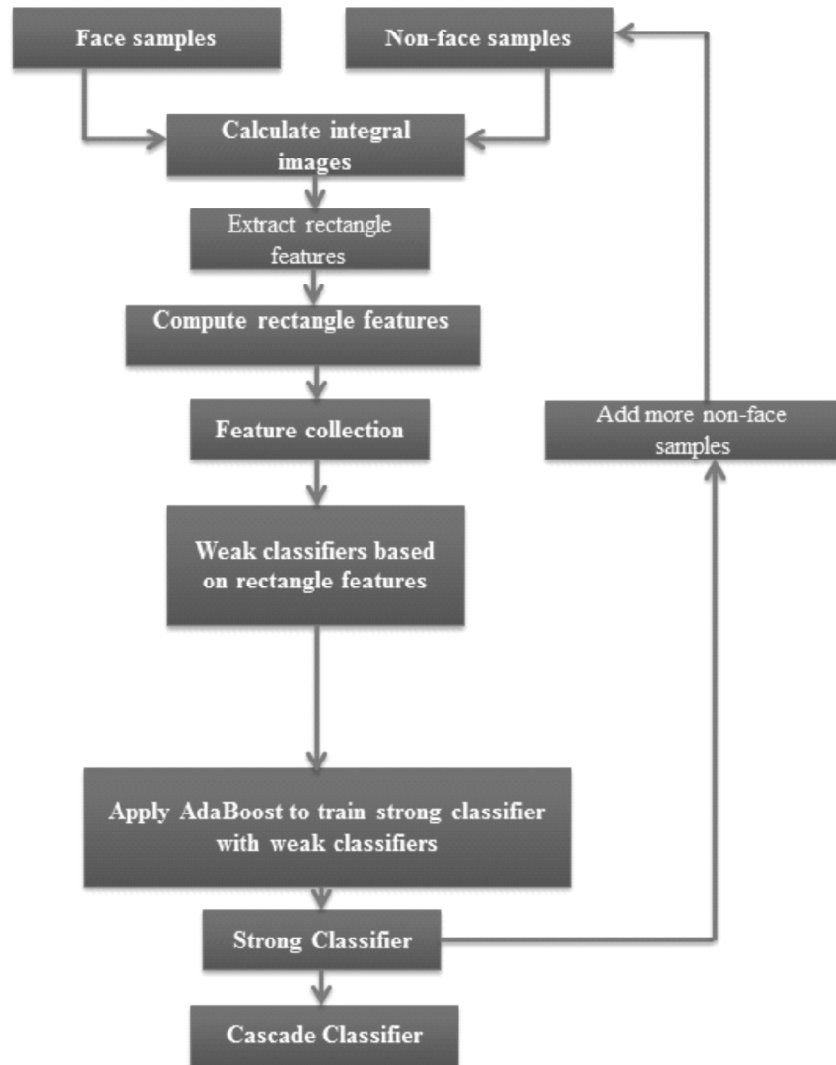 Face samples
Non-face samples
Calculate integral
images
Extract rectangle
features
Compute rectangle features
Feature collection
Add more non-face
samples
Weak classifiers based
on rectangle features
Apply AdaBoost to train strong classifier
with weak classifiers
Strong Classifier
Cascade Classifier